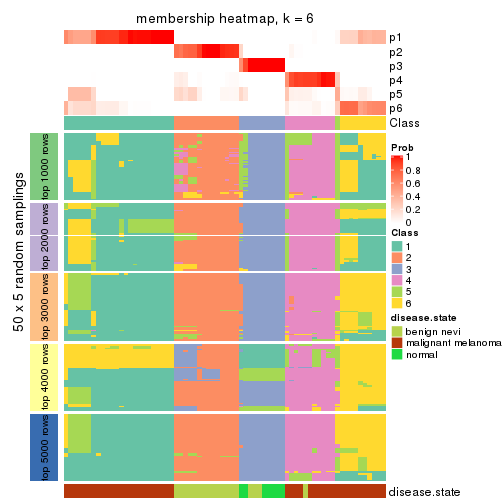 membership heatmap, k = 6
p1
p2
p3
p4
p5
p6
Class
50 x 5 random samplings
top 1000 rows
top 2000 rows
top 3000 rows
top 4000 rows
top 5000 rows
Prob
1
0.8
0.6
0.4
0.2
0
Class
1
2
3
4
5
6
disease.state
benign nevi
malignant melanoma
normal
disease.state